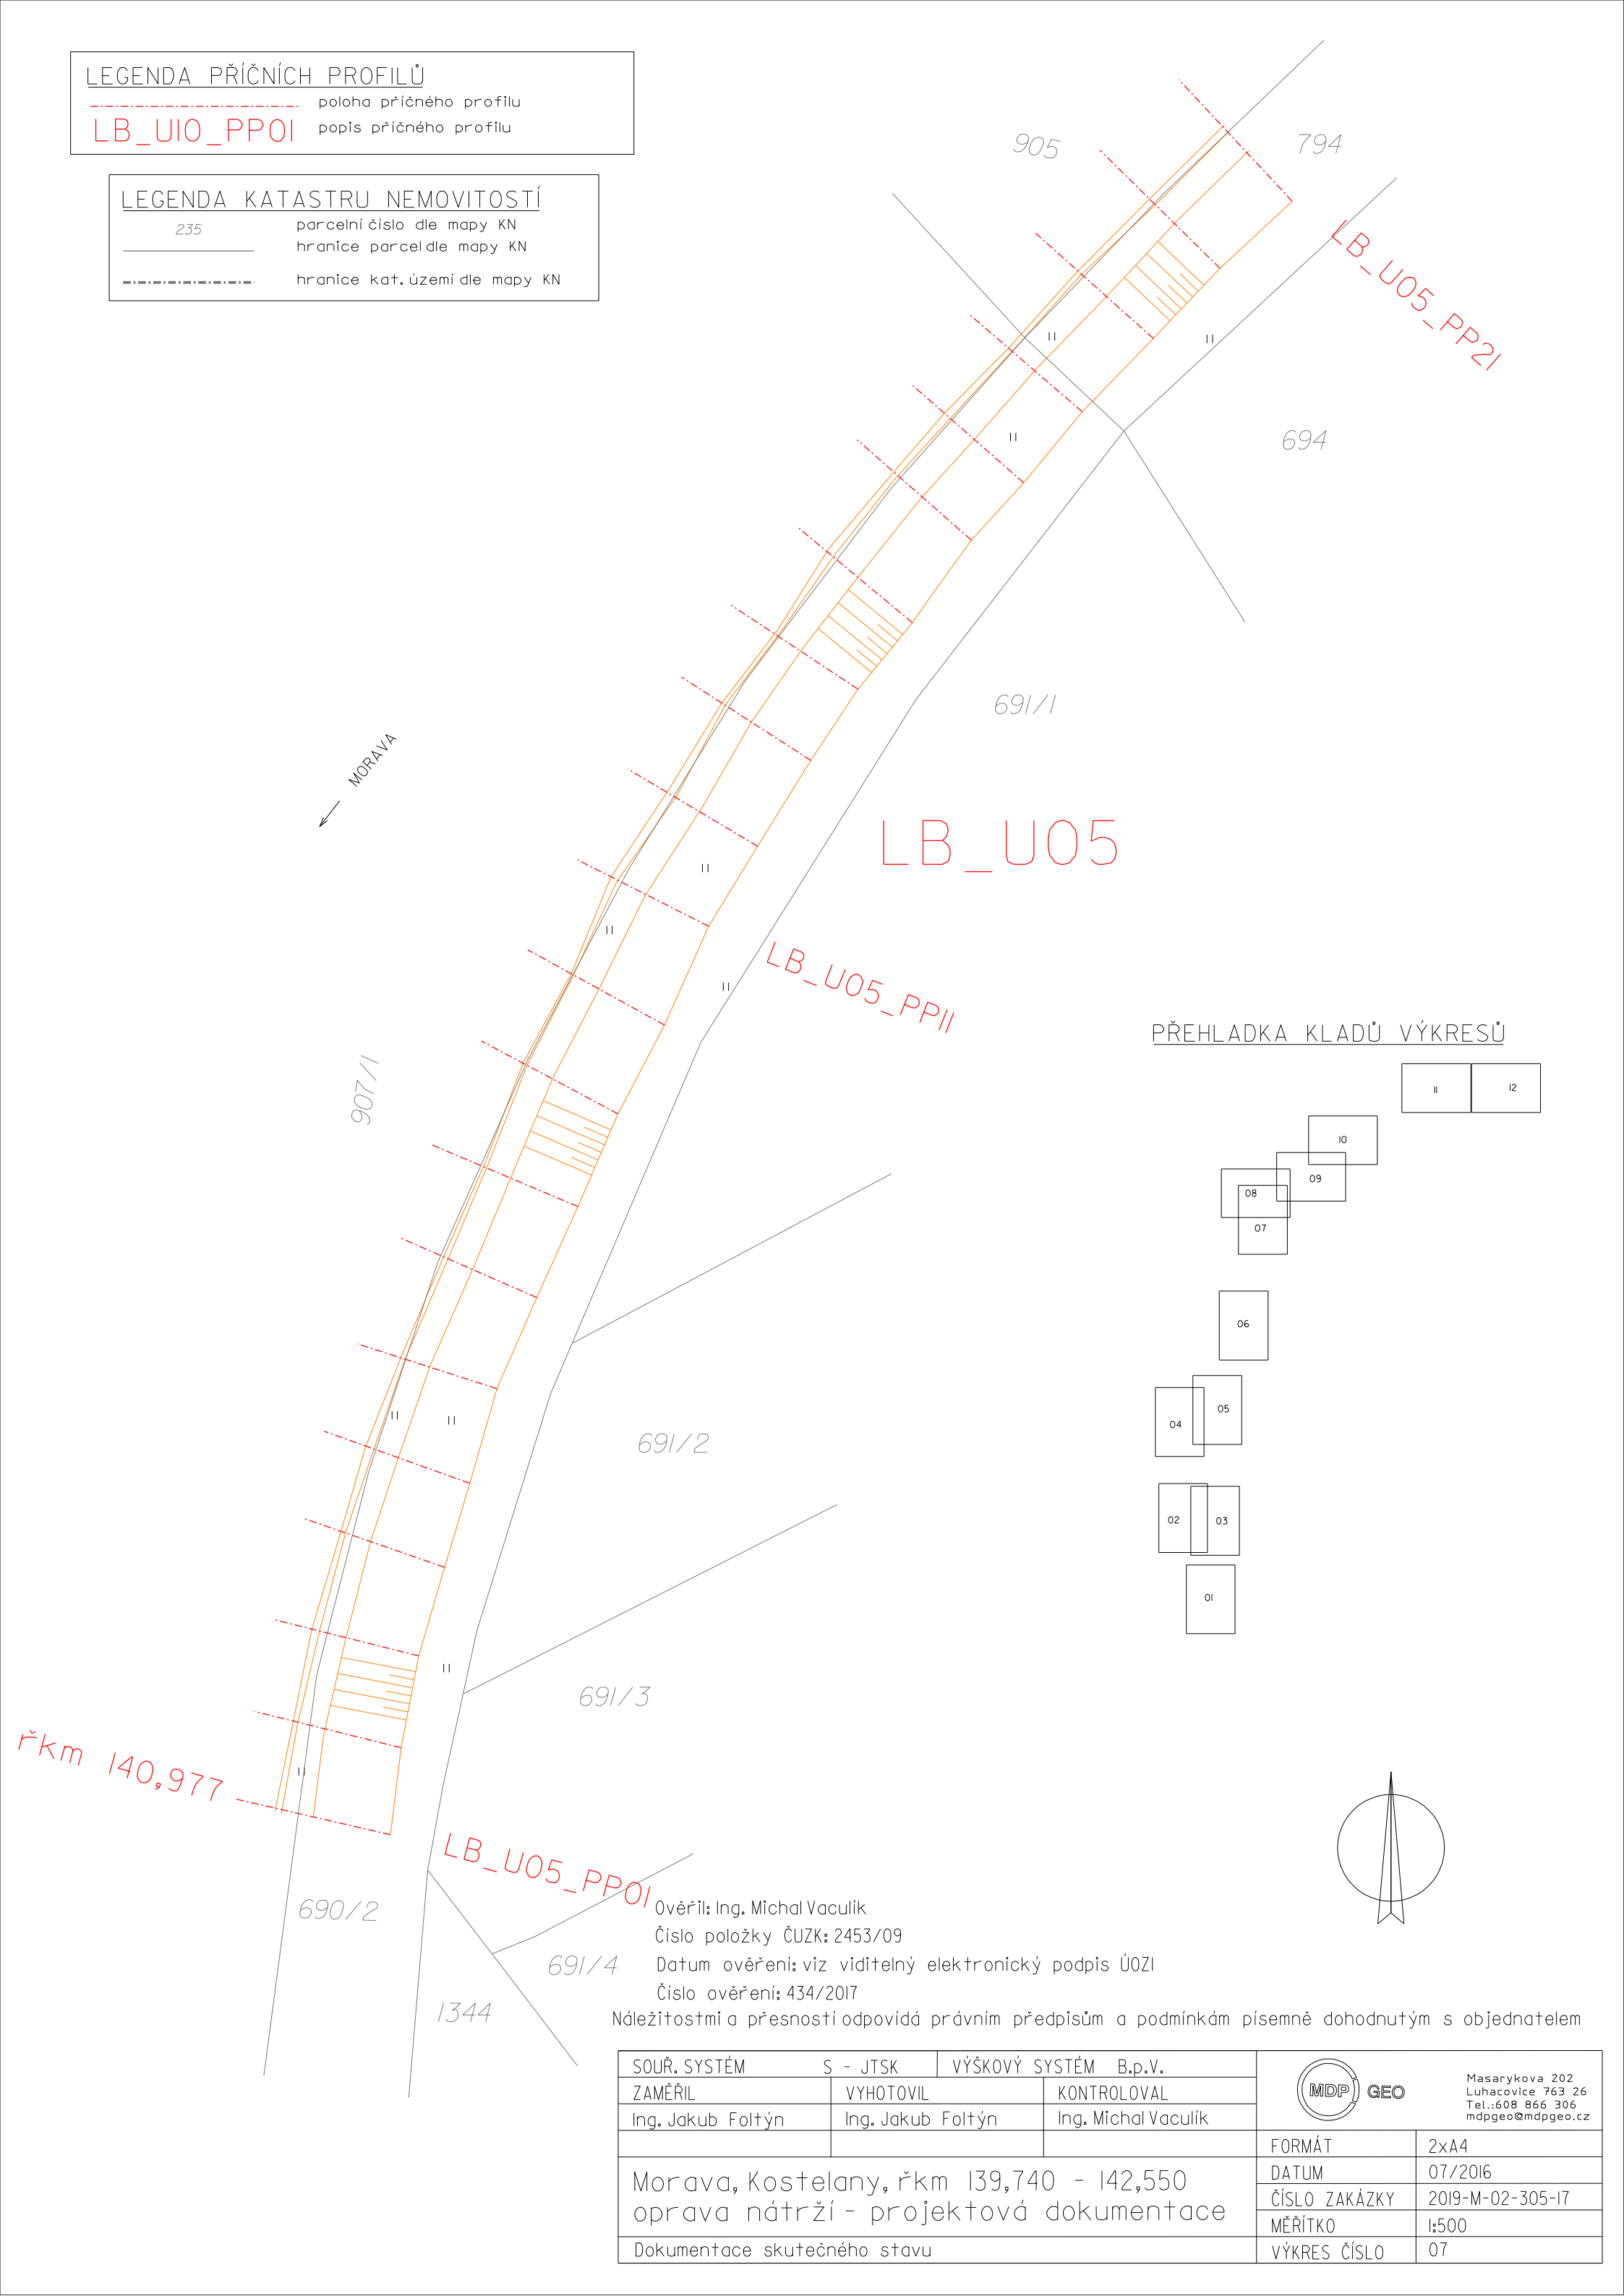 LEGENDA PŘÍČNÍCH PROFILŮ
poloha příčného profilu
LB_U10_PP01 popis příčného profilu
LEGENDA KATASTRU NEMOVITOSTÍ
235 parcelní číslo dle mapy KN
hranice parcel dle mapy KN
hranice kat. území dle mapy KN
905
794
LB_U05_PP21
694
691/1
MORAVA
LB_U05
LB_U05_PP11
907/1
PŘEHLADKA KLADŮ VÝKRESŮ
11
12
10
09
08
07
06
05
04
02
03
01
691/2
691/3
řkm 140,977
LB_U05_PP01
690/2
691/4
1344
Ověřil: Ing. Michal Vaculík
Číslo položky ČUZK: 2453/09
Datum ověření: viz viditelný elektronický podpis ÚOZI
Číslo ověření: 434/2017
Náležitostmi a přesností odpovídá právním předpisům a podmínkám písemně dohodnutým s objednatelem
SOUŘ. SYSTÉM S - JTSK VÝŠKOVÝ SYSTÉM B.p.V.
ZAMĚŘIL VYHOTOVIL KONTROLOVAL
Ing. Jakub Foltýn Ing. Jakub Foltýn Ing. Michal Vaculík
Morava, Kostelany, řkm 139,740 - 142,550
oprava nátrží - projektová dokumentace
Dokumentace skutečného stavu
MDP GEO
Masarykova 202
Luhacovice 763 26
Tel.:608 866 306
mdpgeo@mdpgeo.cz
FORMÁT 2xA4
DATUM 07/2016
ČÍSLO ZAKÁZKY 2019-M-02-305-17
MĚŘÍTKO 1:500
VÝKRES ČÍSLO 07